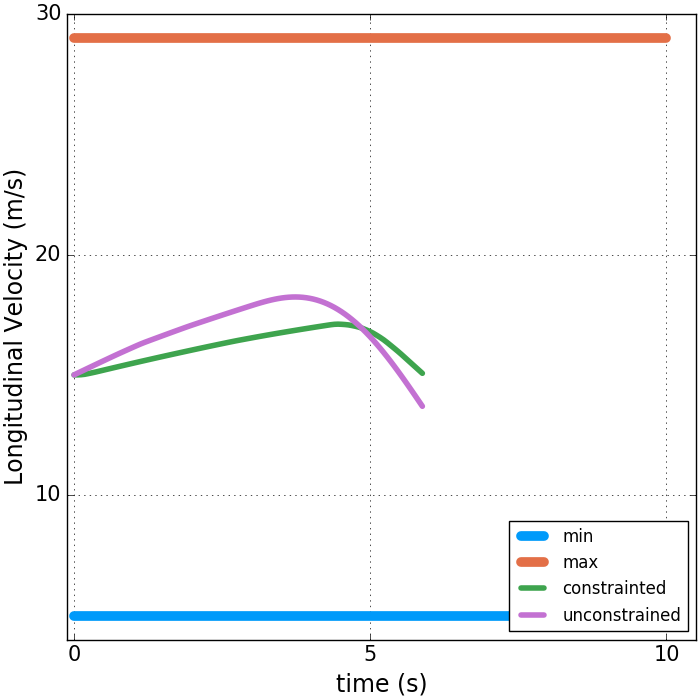 30
20
10
0
5
10
Longitudinal Velocity (m/s)
time (s)
min
max
constrainted
unconstrained